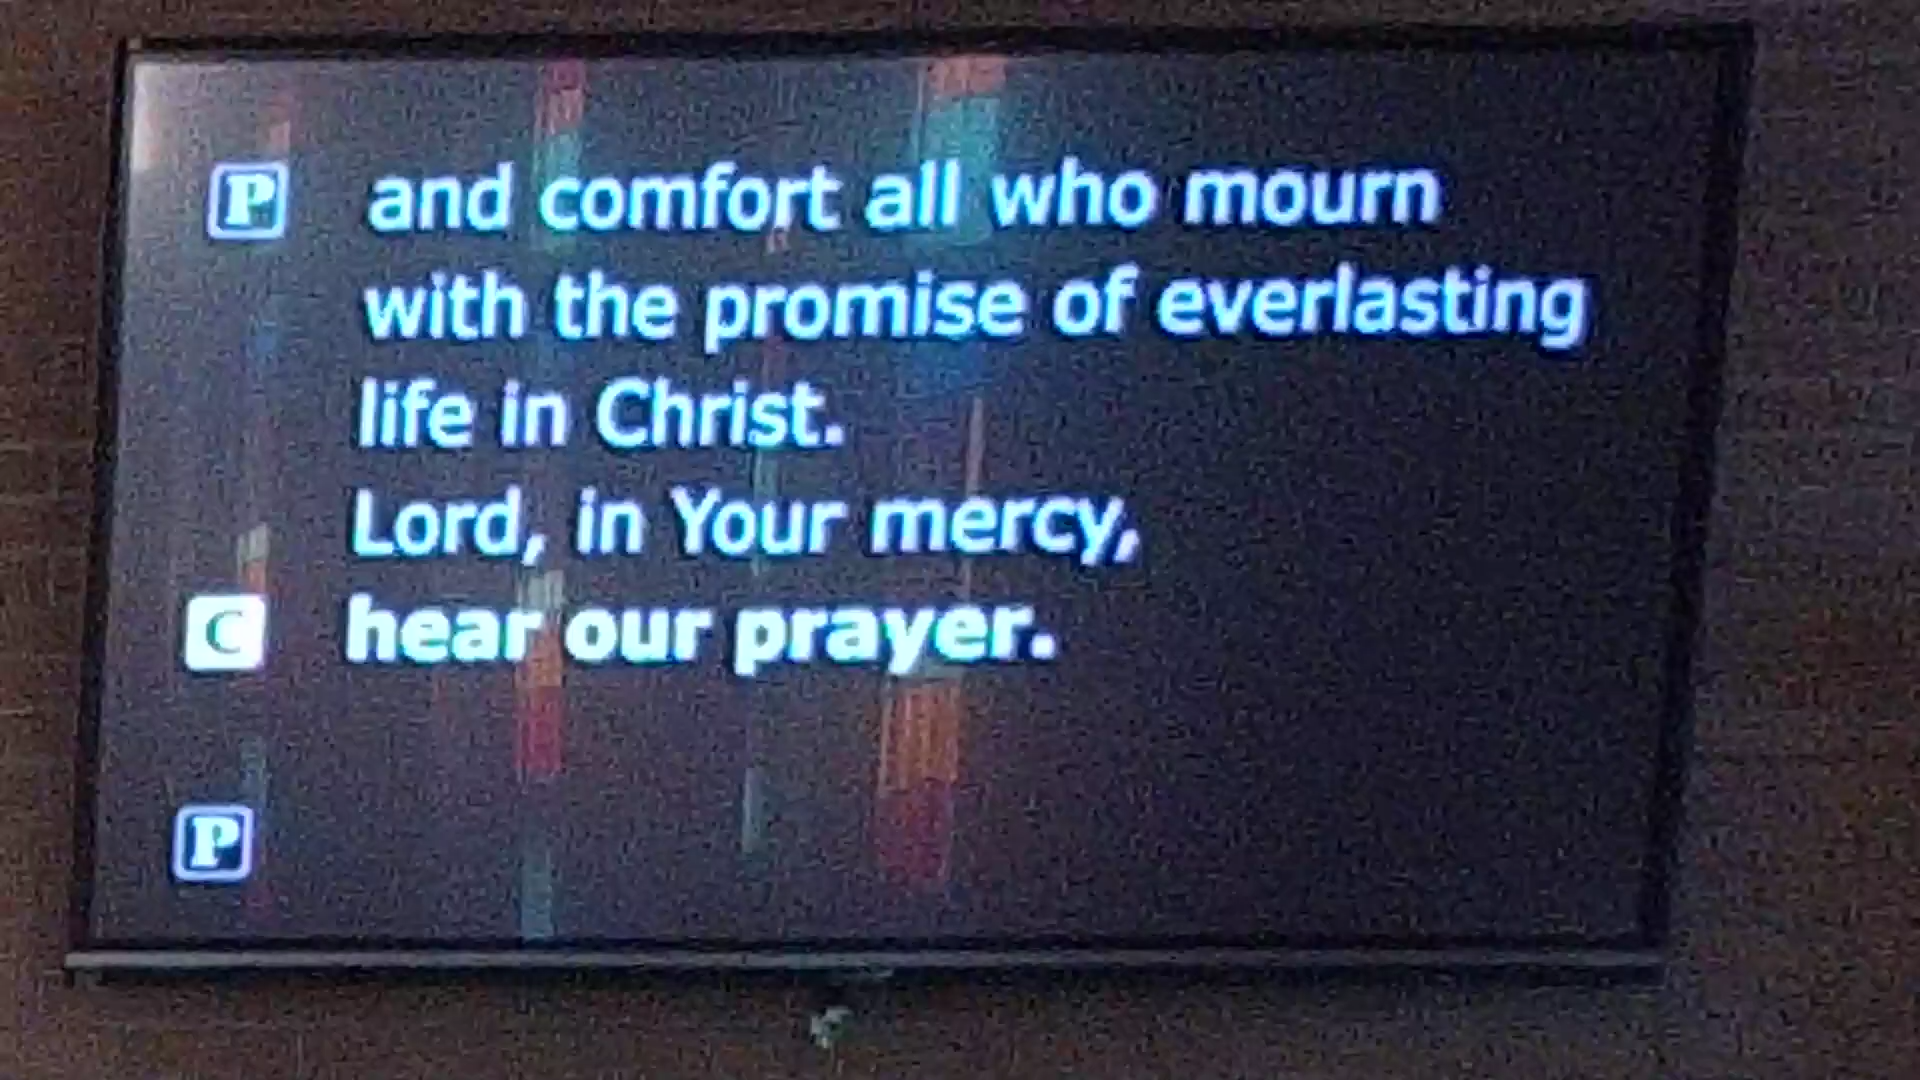 P and comfort all who mourn
with the promise of everlasting
life in Christ.
Lord, in Your mercy,
C hear our prayer.
P